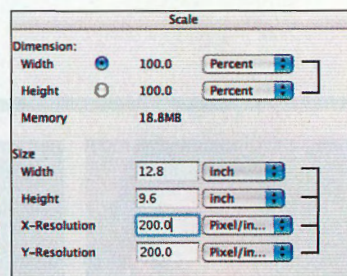 Scale
Dimension:
Width 100.0 Percent
Height 100.0 Percent
Memory 18.8MB
Size
Width 12.8 inch
Height 9.6 inch
X-Resolution 200.0 Pixel/in...
Y-Resolution 200.0 Pixel/in...